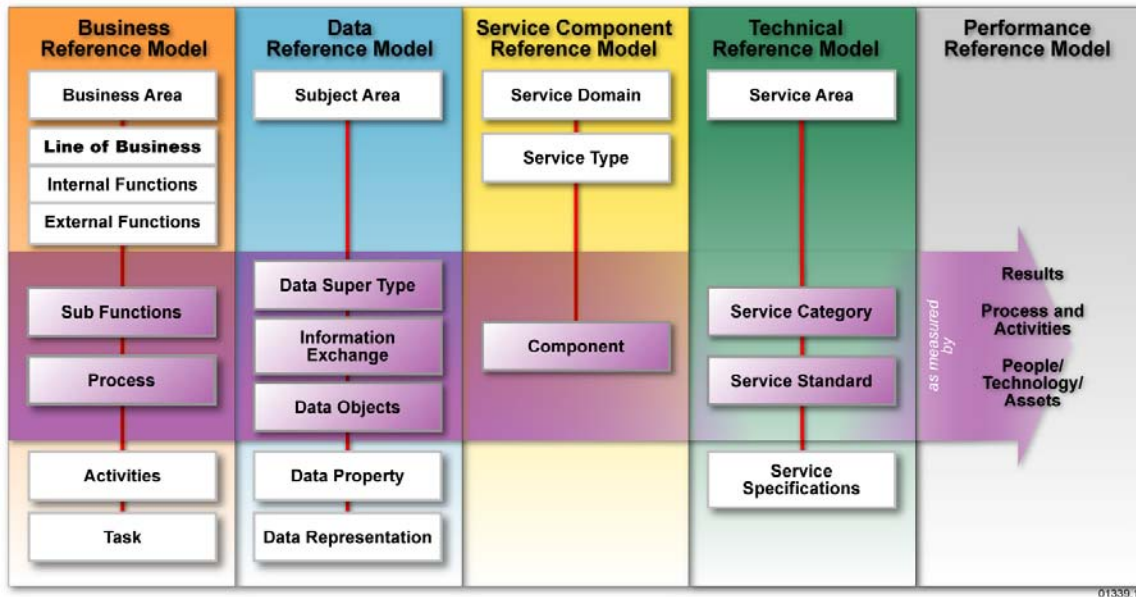 Business
Reference Model
Business Area
Line of Business
Internal Functions
External Functions
Sub Functions
Process
Activities
Task
Data
Reference Model
Subject Area
Data Super Type
Information
Exchange
Data Objects
Data Property
Data Representation
Service Component
Reference Model
Service Domain
Service Type
Component
Technical
Reference Model
Service Area
Service Category
Service Standard
Service
Specifications
Performance
Reference Model
as measured
by
Results
Process and
Activities
People/
Technology/
Assets